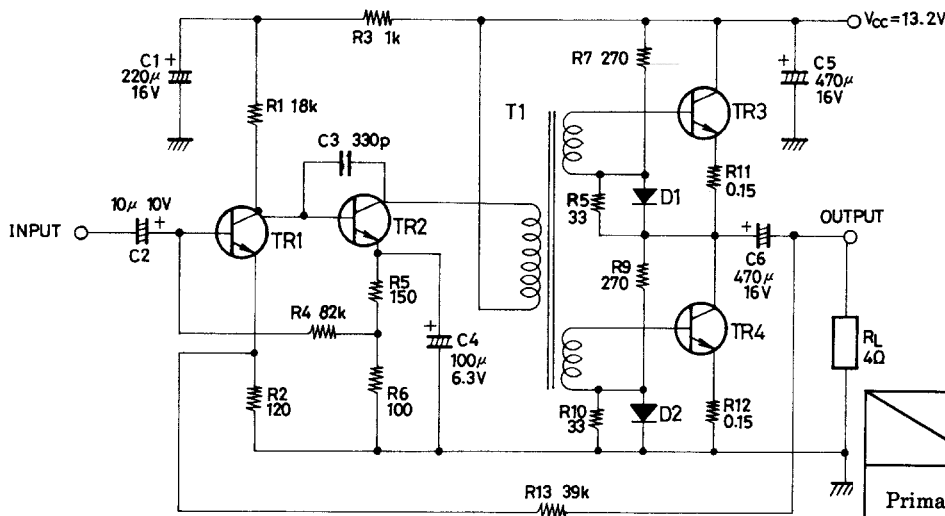 R3 1k
VCC=13.2V
C1 +
220μ
16V
R1 18k
R7 270
+ C5
470μ
16V
T1
C3 330p
TR3
R11
0.15
10μ 10V
+
C2
INPUT
TR1
TR2
R5
33
D1
OUTPUT
+
C6
470μ
16V
R9
270
R5
150
R4 82k
+
C4
100μ
6.3V
TR4
RL
4Ω
R2
120
R6
100
R10
33
D2
R12
0.15
R13 39k
Prima